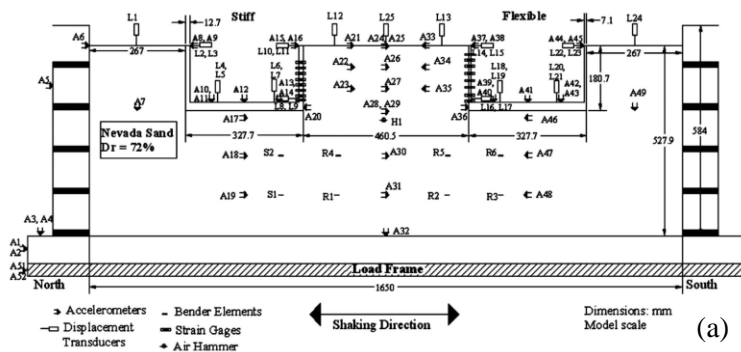 L1
12.7
Stiff
L12
L25
L13
Flexible
7.1
L24
A6
A8, A9
L2, L3
A15, A16
L10, L11
A21
A24
A25
A33
A37, A38
L14, L15
A44, A45
L22, L23
267
267
A5
L4,
L5
L6,
L7
A22
A26
A34
L18,
L19
L20,
L21
180.7
A7
A10,
A11
A12
A13
A14
L8, L9
A23
A27
A35
A39,
A40
L16, L17
A41
A42,
A43
A49
A28, A29
H1
A20
A36
Nevada Sand
Dr = 72%
A17
A46
327.7
460.5
327.7
527.9
584
A18
S2
R4
A30
R5
R6
A47
A19
S1
R1
A31
R2
R3
A48
A3, A4
A32
A1
A2
A51
A52
Load Frame
North
1650
South
Accelerometers
Bender Elements
Displacement
Transducers
Strain Gages
Air Hammer
Shaking Direction
Dimensions: mm
Model scale
(a)